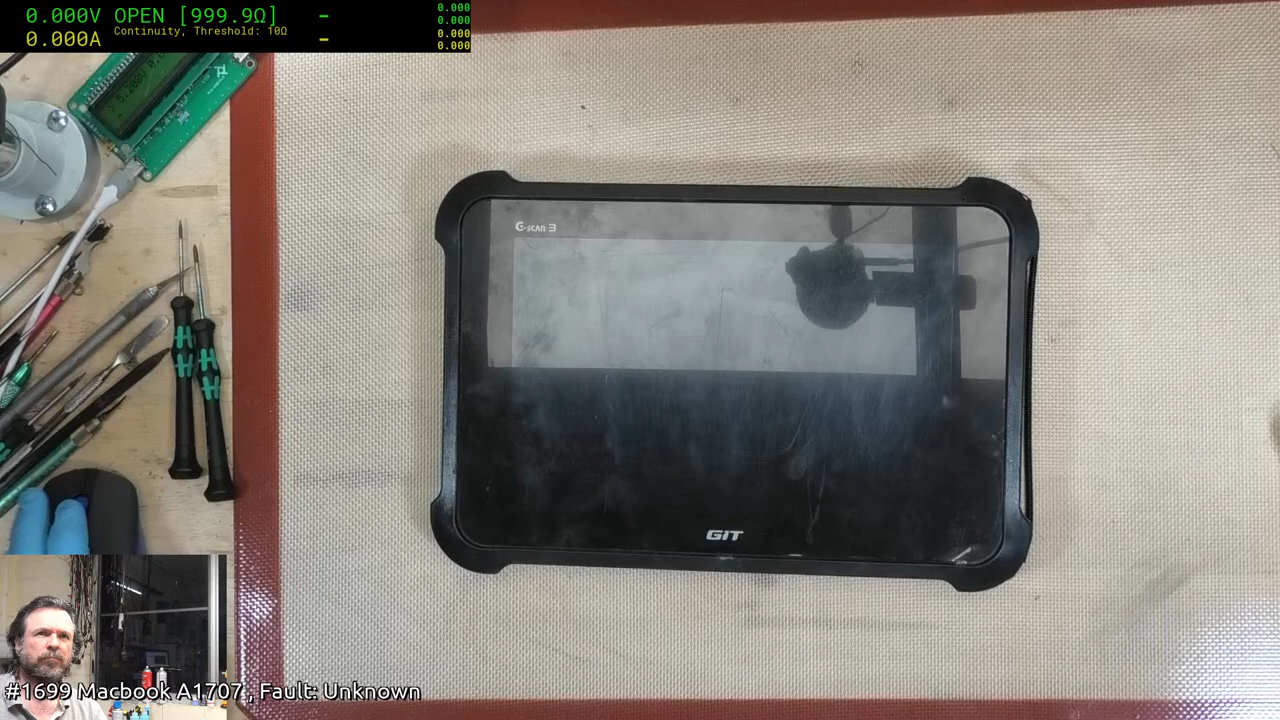 0.000V OPEN [999.9Ω] -
0.000
0.000
0.000A Continuity, Threshold: 10Ω -
0.000
0.000
G-SCAN 3
GIT
#1699 Macbook A1707 , Fault: Unknown